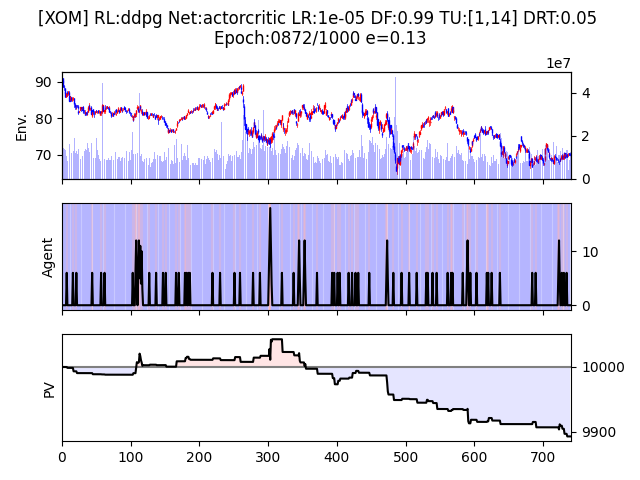 [XOM] RL:ddpg Net:actorcritic LR:1e-05 DF:0.99 TU:[1,14] DRT:0.05
Epoch:0872/1000 e=0.13
1e7
90
80
70
Env.
4
2
0
Agent
10
0
PV
10000
9900
0 100 200 300 400 500 600 700